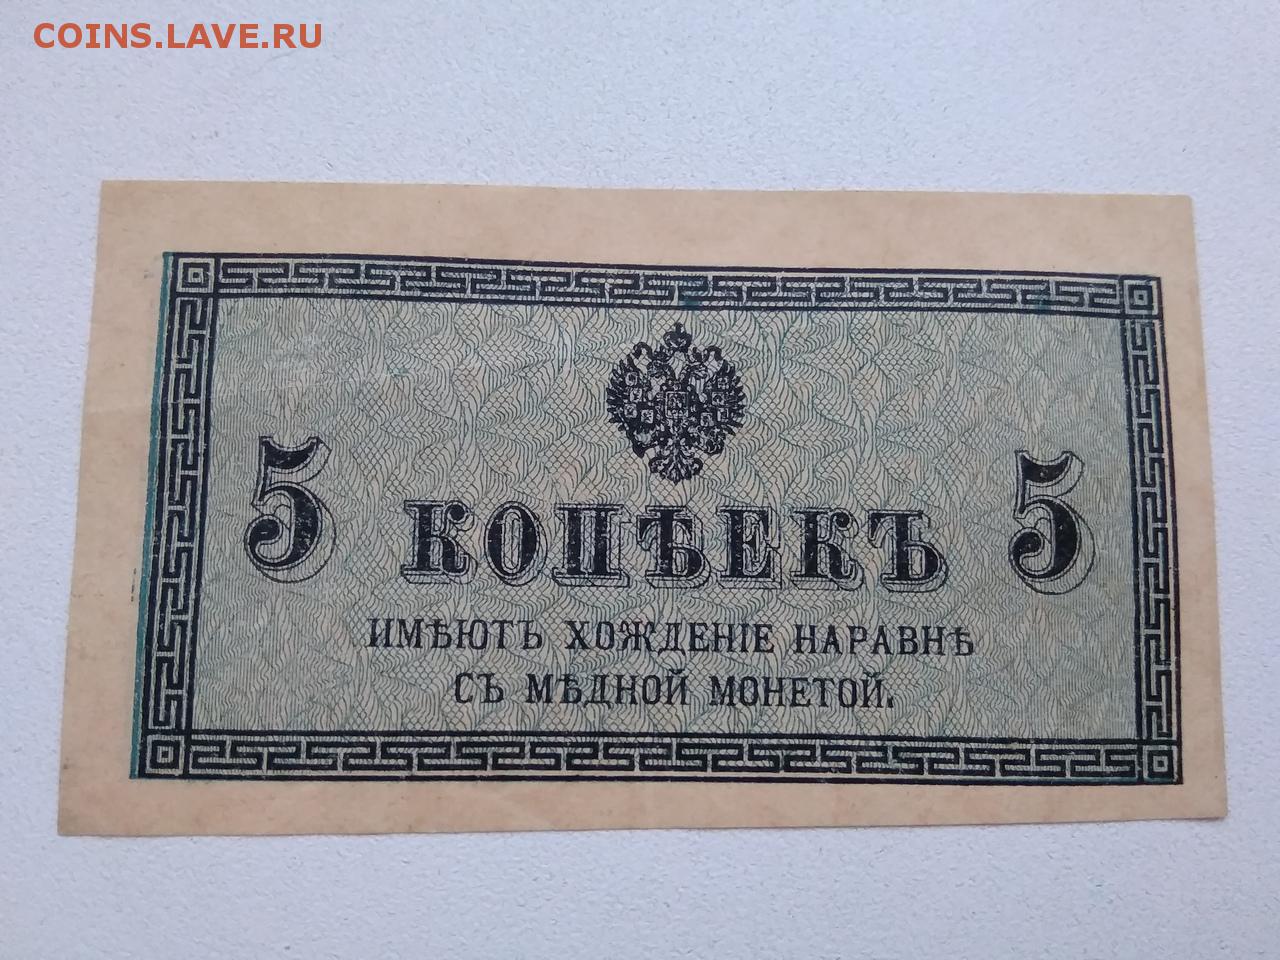 COINS.LAVE.RU
5 КОПѢЕКЪ 5
ИМѢЮТЪ ХОЖДЕНІЕ НАРАВНѢ
СЪ МѢДНОЙ МОНЕТОЙ.